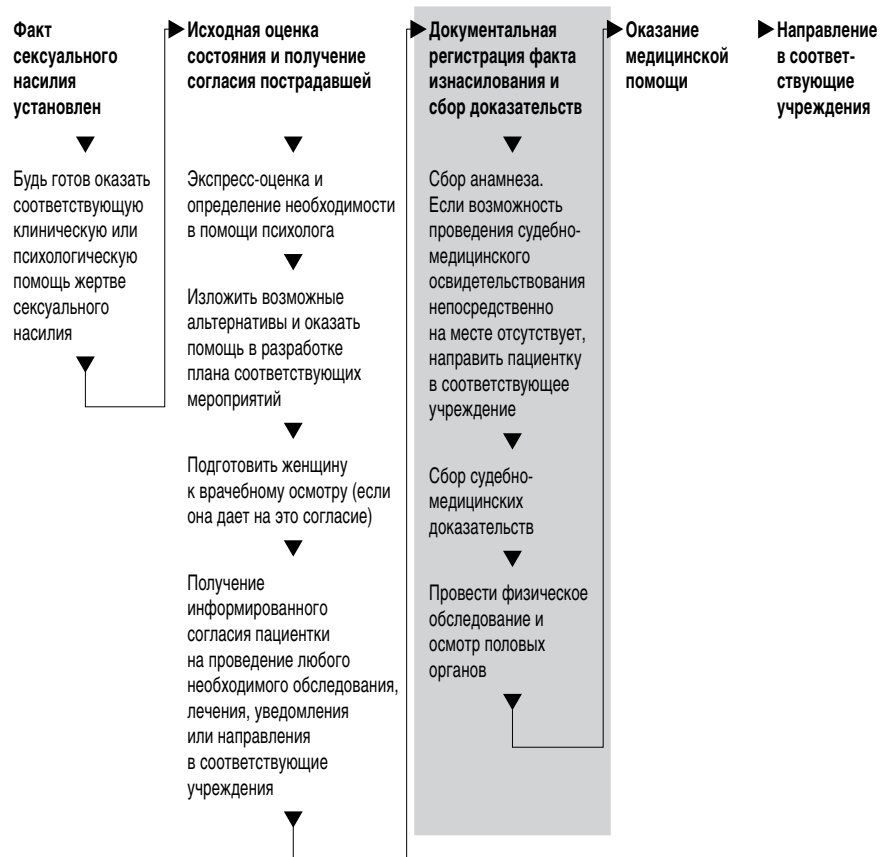 Факт
сексуального
насилия
установлен
Будь готов оказать
соответствующую
клиническую или
психологическую
помощь жертве
сексуального
насилия
Исходная оценка
состояния и получение
согласия пострадавшей
Экспресс-оценка и
определение необходимости
в помощи психолога
Изложить возможные
альтернативы и оказать
помощь в разработке
плана соответствующих
мероприятий
Подготовить женщину
к врачебному осмотру (если
она дает на это согласие)
Получение
информированного
согласия пациентки
на проведение любого
необходимого обследования,
лечения, уведомления
или направления
в соответствующие
учреждения
Документальная
регистрация факта
изнасилования и
сбор доказательств
Сбор анамнеза.
Если возможность
проведения судебно-
медицинского
освидетельствования
непосредственно
на месте отсутствует,
направить пациентку
в соответствующее
учреждение
Сбор судебно-
медицинских
доказательств
Провести физическое
обследование и
осмотр половых
органов
Оказание
медицинской
помощи
Направление
в соответ-
ствующие
учреждения